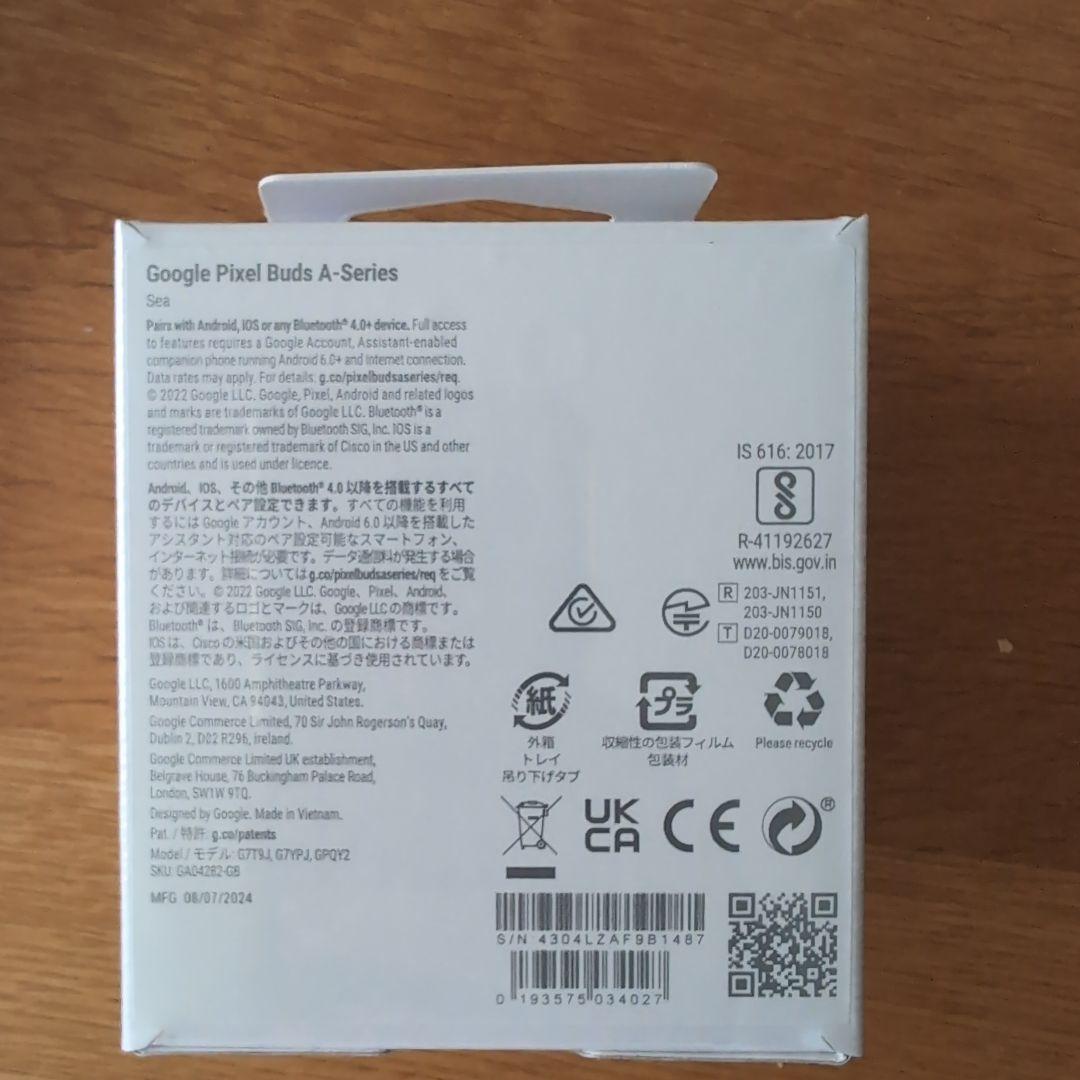 Google Pixel Buds A-Series
Sea
Pairs with Android, IOS or any Bluetooth® 4.0+ device. Full access
to features requires a Google Account, Assistant-enabled
companion phone running Android 6.0+ and internet connection.
Data rates may apply. For details: g.co/pixelbudsaseries/req.
© 2022 Google LLC. Google, Pixel, Android and related logos
and marks are trademarks of Google LLC. Bluetooth® is a
registered trademark owned by Bluetooth SIG, Inc. IOS is a
trademark or registered trademark of Cisco in the US and other
countries and is used under licence.
Android、IOS、その他 Bluetooth® 4.0 以降を搭載するすべて
のデバイスとペア設定できます。すべての機能を利用
するには Google アカウント、Android 6.0 以降を搭載した
アシスタント対応のペア設定可能なスマートフォン、
インターネット接続が必要です。データ通信料が発生する場合
があります。詳細については g.co/pixelbudsaseries/req をご覧
ください。© 2022 Google LLC. Google、Pixel、Android、
および関連するロゴとマークは、Google LLC の商標です。
Bluetooth® は、Bluetooth SIG, Inc. の登録商標です。
IOS は、Cisco の米国およびその他の国における商標または
登録商標であり、ライセンスに基づき使用されています。
Google LLC, 1600 Amphitheatre Parkway,
Mountain View, CA 94043, United States.
Google Commerce Limited, 70 Sir John Rogerson's Quay,
Dublin 2, D02 R296, Ireland.
Google Commerce Limited UK establishment,
Belgrave House, 76 Buckingham Palace Road,
London, SW1W 9TQ.
Designed by Google. Made in Vietnam.
Pat. / 特許: g.co/patents
Model / モデル: G7T9J, G7YPJ, GPQY2
SKU: GA04282-GB
MFG 08/07/2024
IS 616: 2017
R-41192627
www.bis.gov.in
R 203-JN1151,
203-JN1150
T D20-0079018,
D20-0078018
紙
外箱
トレイ
吊り下げタブ
プラ
収縮性の包装フィルム
包装材
Please recycle
UK
CA
CE
®
S/N 4304LZAF9B1487
0 193575 034027